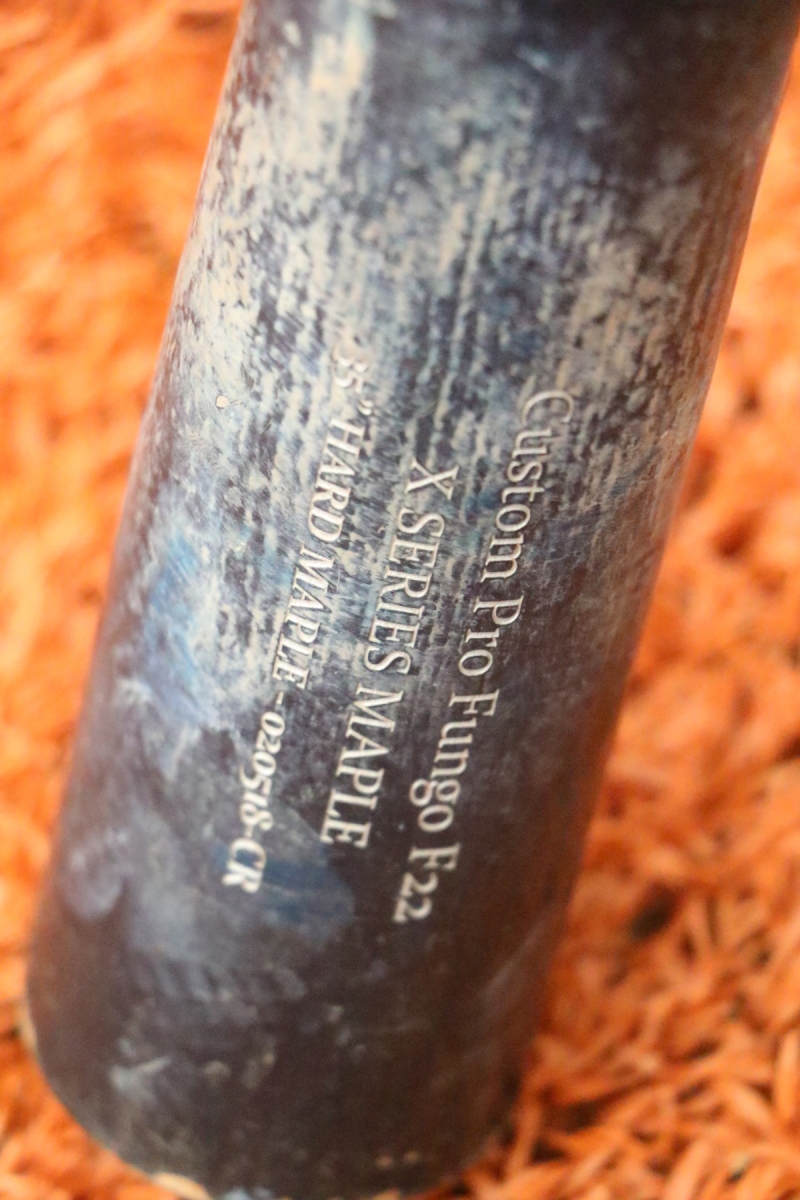 Custom Pro Fungo F22
X SERIES MAPLE
35" HARD MAPLE - 020518-CR